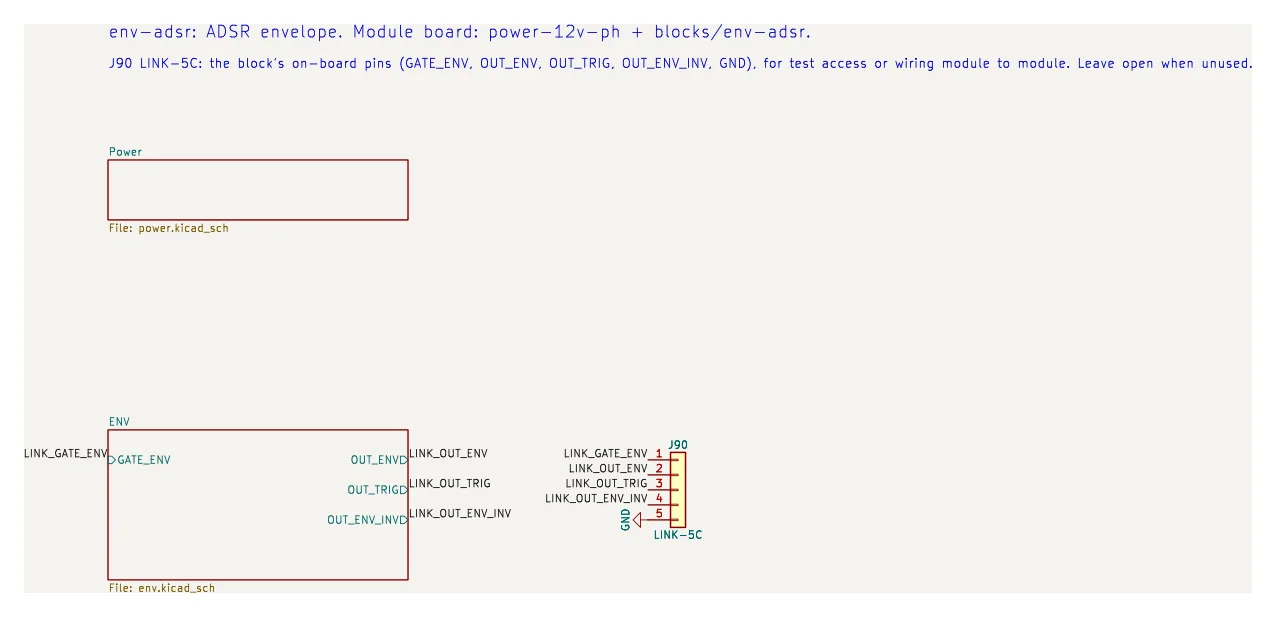 env-adsr: ADSR envelope. Module board: power-12v-ph + blocks/env-adsr.
J90 LINK-5C: the block's on-board pins (GATE_ENV, OUT_ENV, OUT_TRIG, OUT_ENV_INV, GND), for test access or wiring module to module. Leave open when unused.
Power
File: power.kicad_sch
ENV
LINK_GATE_ENV
GATE_ENV
OUT_ENV
LINK_OUT_ENV
OUT_TRIG
LINK_OUT_TRIG
OUT_ENV_INV
LINK_OUT_ENV_INV
File: env.kicad_sch
J90
LINK_GATE_ENV 1
LINK_OUT_ENV 2
LINK_OUT_TRIG 3
LINK_OUT_ENV_INV 4
GND 5
LINK-5C